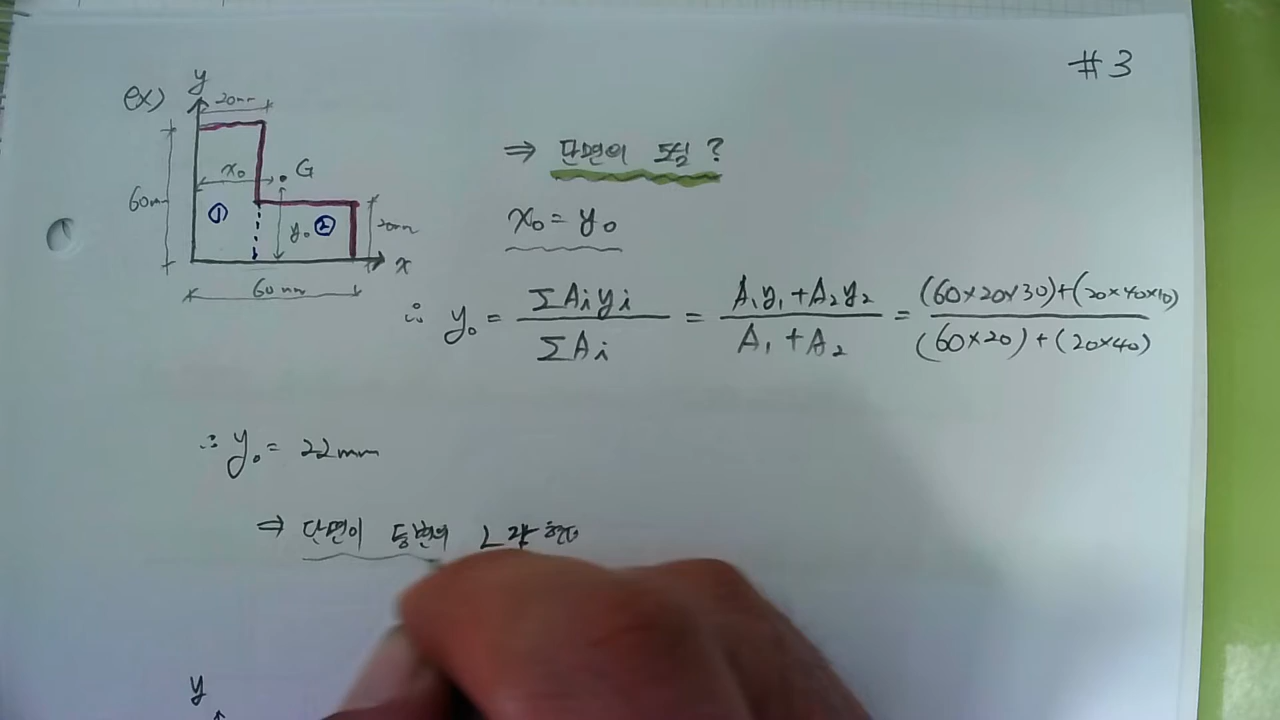 #3
ex)
y
20mm
⇒ 단면의 도심?
x₀ G
60mm
① y₀ ② 20mm
x₀ = y₀
x
60mm
∴ y₀ = ΣAiyi / ΣAi = A₁y₁+A₂y₂ / A₁+A₂ = (60×20×30)+(20×40×10) / (60×20)+(20×40)
∴ y₀ = 22mm
⇒ 단면이 등변의 L각형
y